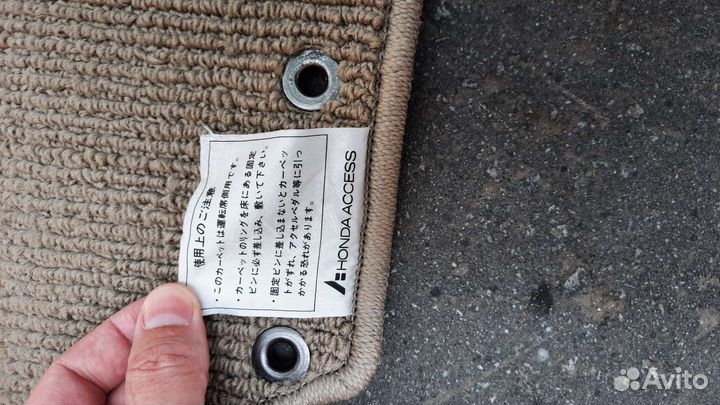 使用上のご注意
・このカーペットは運転席側用です。
・カーペットのリングを床にある固定
ピンに必ず差し込み、敷いて下さい。
・固定ピンに差し込まないとカーペッ
トがずれ、アクセルペダル等に引っ
かかる恐れがあります。
HONDA ACCESS
Avito